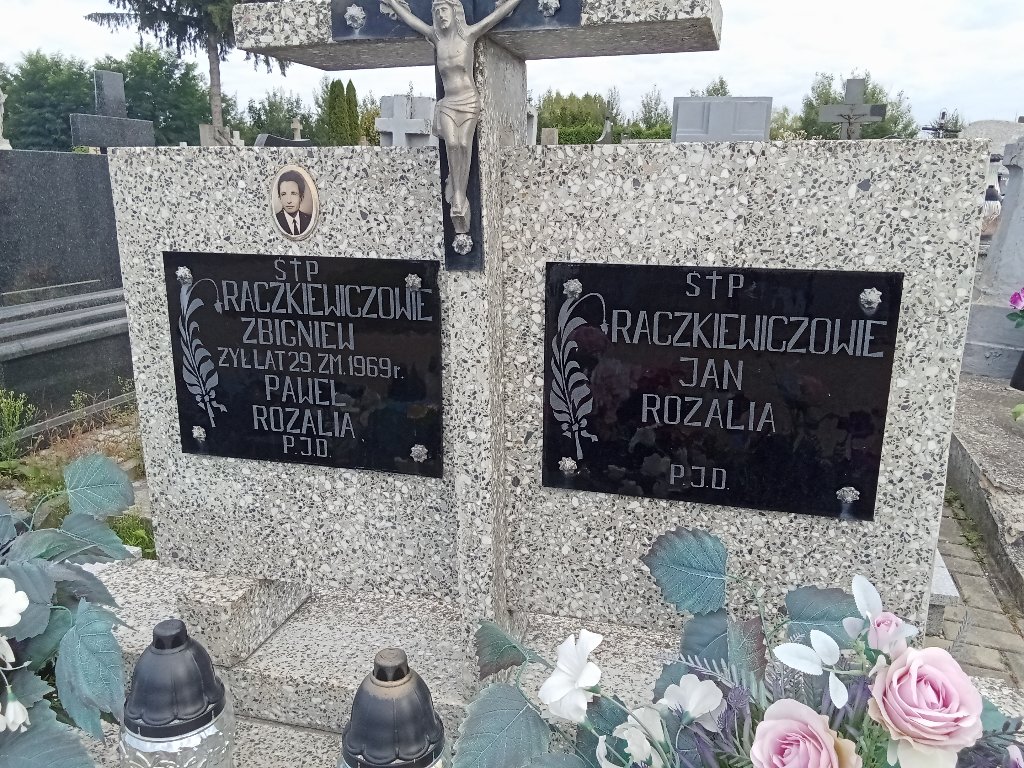 Ś†P
RACZKIEWICZOWIE
ZBIGNIEW
ŻYŁ LAT 29. ZM. 1969 r.
PAWEŁ
ROZALIA
P.J.D.
Ś†P
RACZKIEWICZOWIE
JAN
ROZALIA
P.J.D.